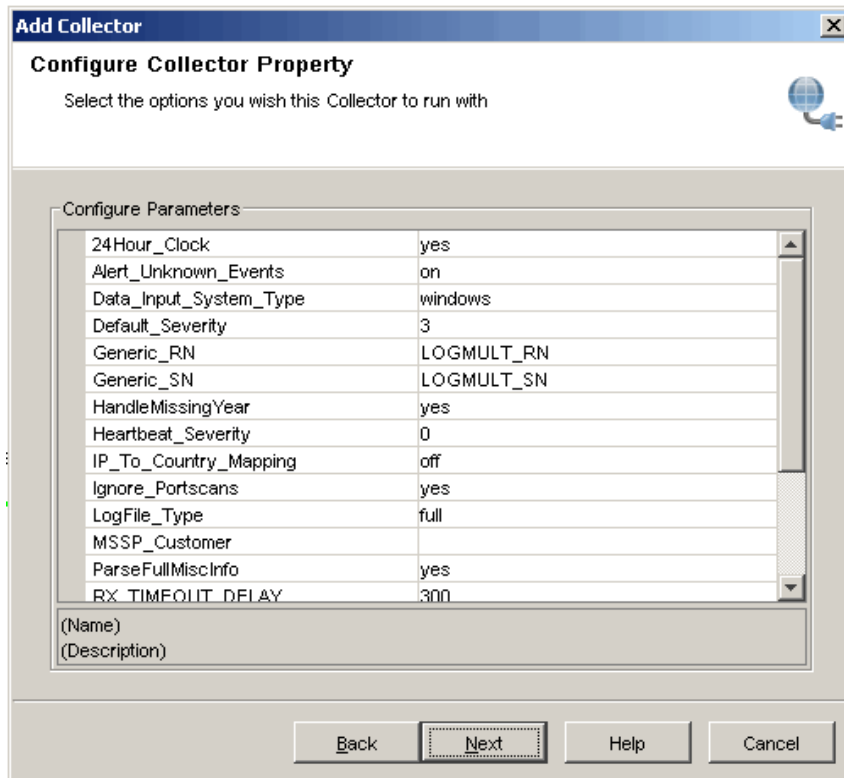 Add Collector
Configure Collector Property
Select the options you wish this Collector to run with
Configure Parameters
24Hour_Clock yes
Alert_Unknown_Events on
Data_Input_System_Type windows
Default_Severity 3
Generic_RN LOGMULT_RN
Generic_SN LOGMULT_SN
HandleMissingYear yes
Heartbeat_Severity 0
IP_To_Country_Mapping off
Ignore_Portscans yes
LogFile_Type full
MSSP_Customer
ParseFullMiscInfo yes
RX_TIMEOUT_DELAY 300
(Name)
(Description)
Back Next Help Cancel